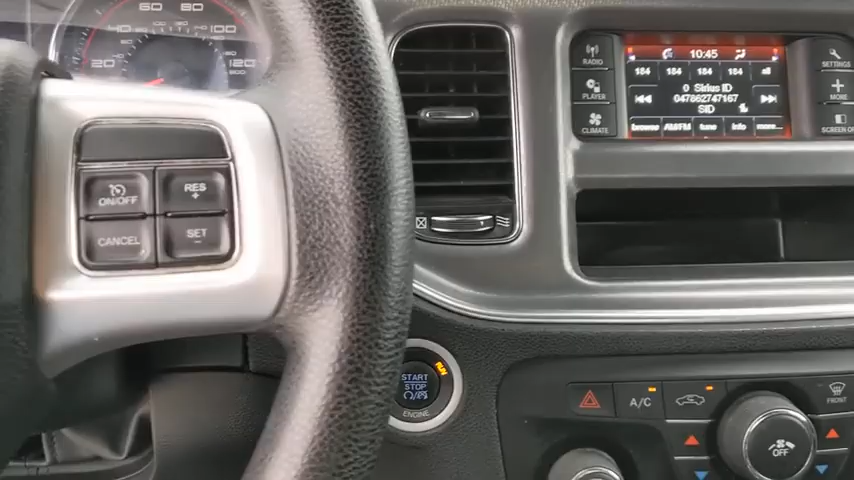 60 80
40 100
20 120
ON/OFF
RES
+
CANCEL
SET
-
RADIO
PLAYER
CLIMATE
10:45
184 184 184 184
0 Sirius ID
047862747167
SID
browse AM/FM tune info more...
SETTINGS
MORE
SCREEN OFF
RUN
START
STOP
ENGINE
A/C
FRONT
OFF